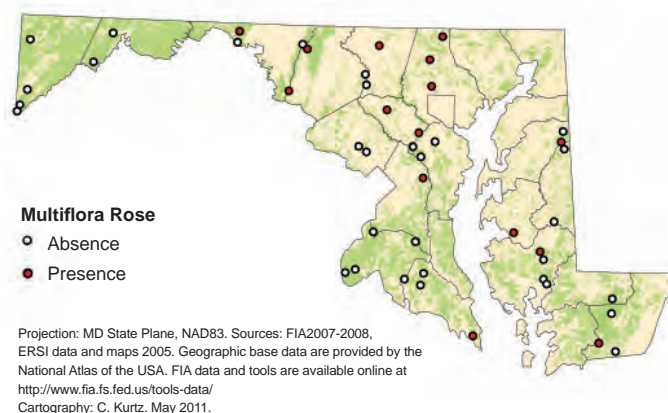 Multiflora Rose
Absence
Presence
Projection: MD State Plane, NAD83. Sources: FIA2007-2008,
ERSI data and maps 2005. Geographic base data are provided by the
National Atlas of the USA. FIA data and tools are available online at
http://www.fia.fs.fed.us/tools-data/
Cartography: C. Kurtz. May 2011.